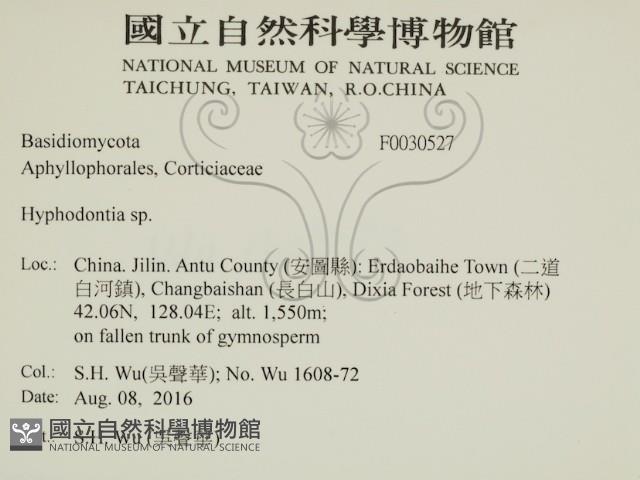 國立自然科學博物館
NATIONAL MUSEUM OF NATURAL SCIENCE
TAICHUNG, TAIWAN, R.O.CHINA
Basidiomycota F0030527
Aphyllophorales, Corticiaceae
Hyphodontia sp.
Loc.: China. Jilin. Antu County (安圖縣): Erdaobaihe Town (二道
白河鎮), Changbaishan (長白山), Dixia Forest (地下森林)
42.06N, 128.04E; alt. 1,550m;
on fallen trunk of gymnosperm
Col.: S.H. Wu(吳聲華); No. Wu 1608-72
Date: Aug. 08, 2016
S.H. Wu (吳聲華)
國立自然科學博物館
NATIONAL MUSEUM OF NATURAL SCIENCE